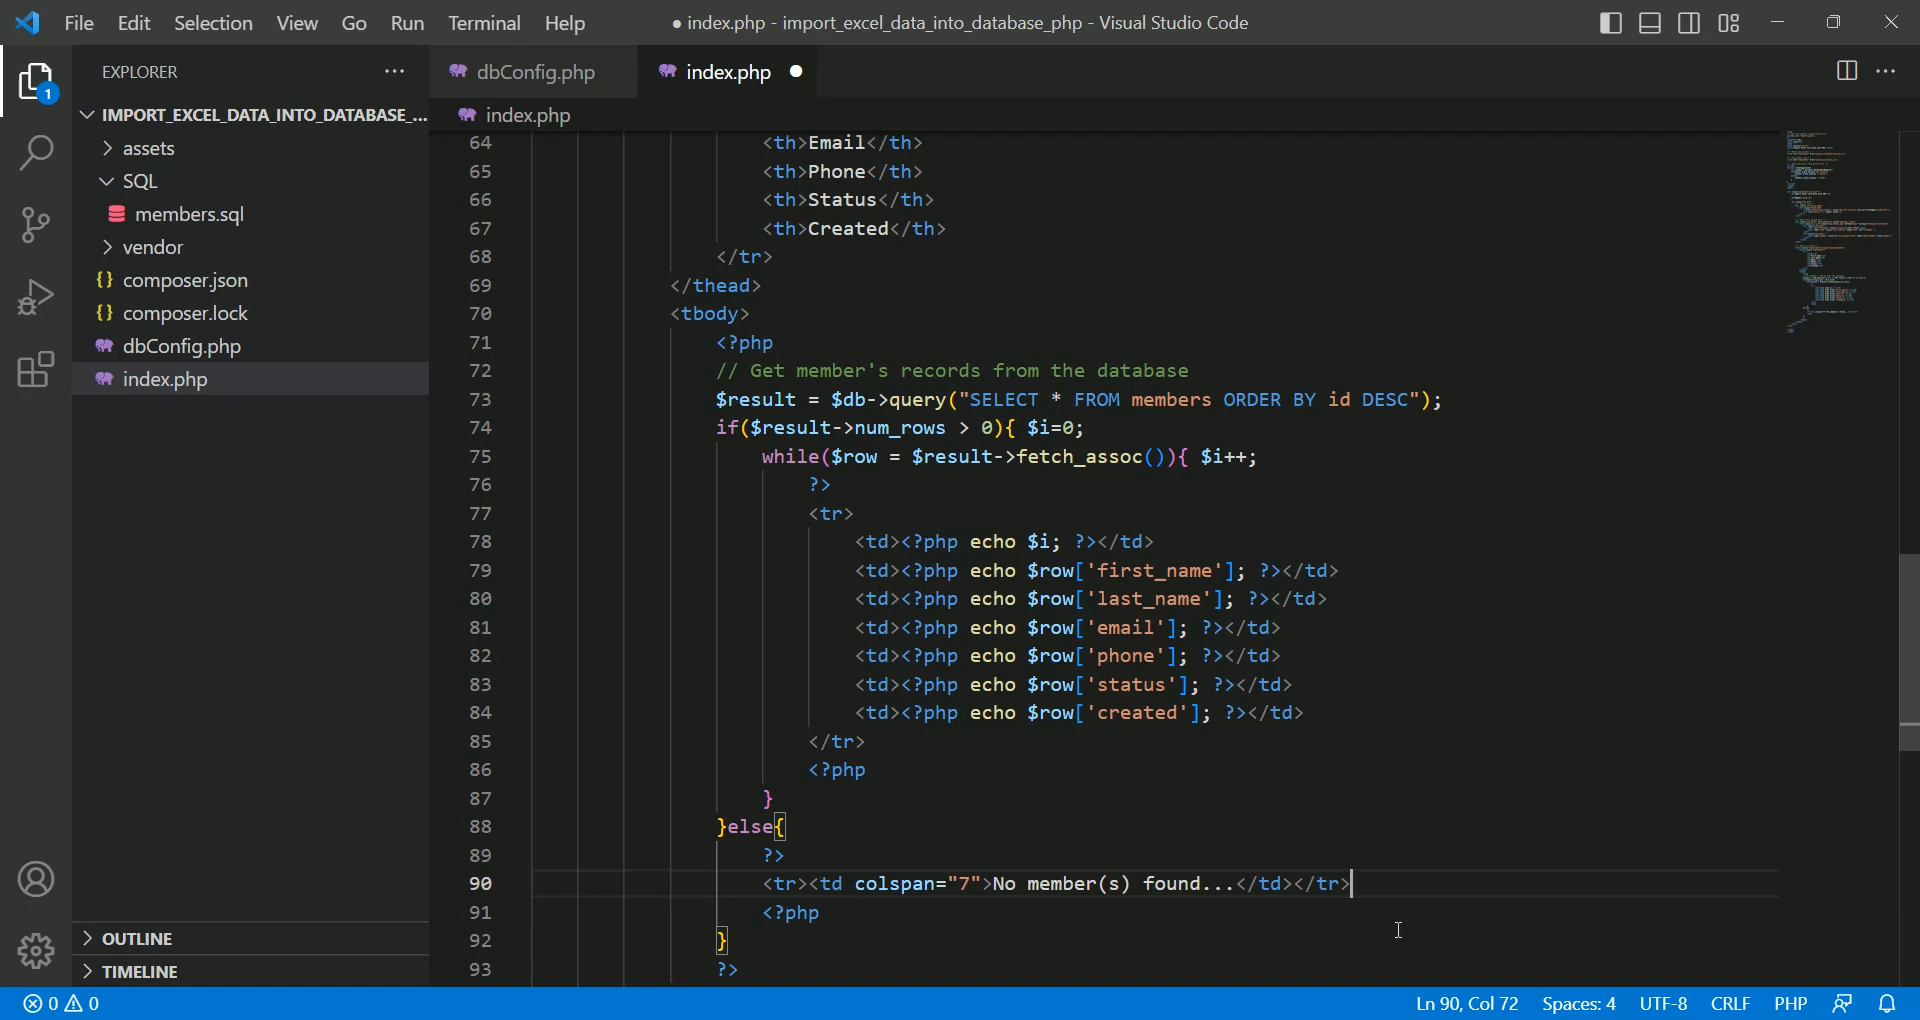 File Edit Selection View Go Run Terminal Help
● index.php - import_excel_data_into_database_php - Visual Studio Code
EXPLORER
1
IMPORT_EXCEL_DATA_INTO_DATABASE_...
assets
SQL
members.sql
vendor
{} composer.json
{} composer.lock
dbConfig.php
index.php
OUTLINE
TIMELINE
dbConfig.php index.php ●
index.php
64 <th>Email</th>
65 <th>Phone</th>
66 <th>Status</th>
67 <th>Created</th>
68 </tr>
69 </thead>
70 <tbody>
71 <?php
72 // Get member's records from the database
73 $result = $db->query("SELECT * FROM members ORDER BY id DESC");
74 if($result->num_rows > 0){ $i=0;
75 while($row = $result->fetch_assoc()){ $i++;
76 ?>
77 <tr>
78 <td><?php echo $i; ?></td>
79 <td><?php echo $row['first_name']; ?></td>
80 <td><?php echo $row['last_name']; ?></td>
81 <td><?php echo $row['email']; ?></td>
82 <td><?php echo $row['phone']; ?></td>
83 <td><?php echo $row['status']; ?></td>
84 <td><?php echo $row['created']; ?></td>
85 </tr>
86 <?php
87 }
88 }else{
89 ?>
90 <tr><td colspan="7">No member(s) found...</td></tr>
91 <?php
92 }
93 ?>
0 0
Ln 90, Col 72 Spaces: 4 UTF-8 CRLF PHP